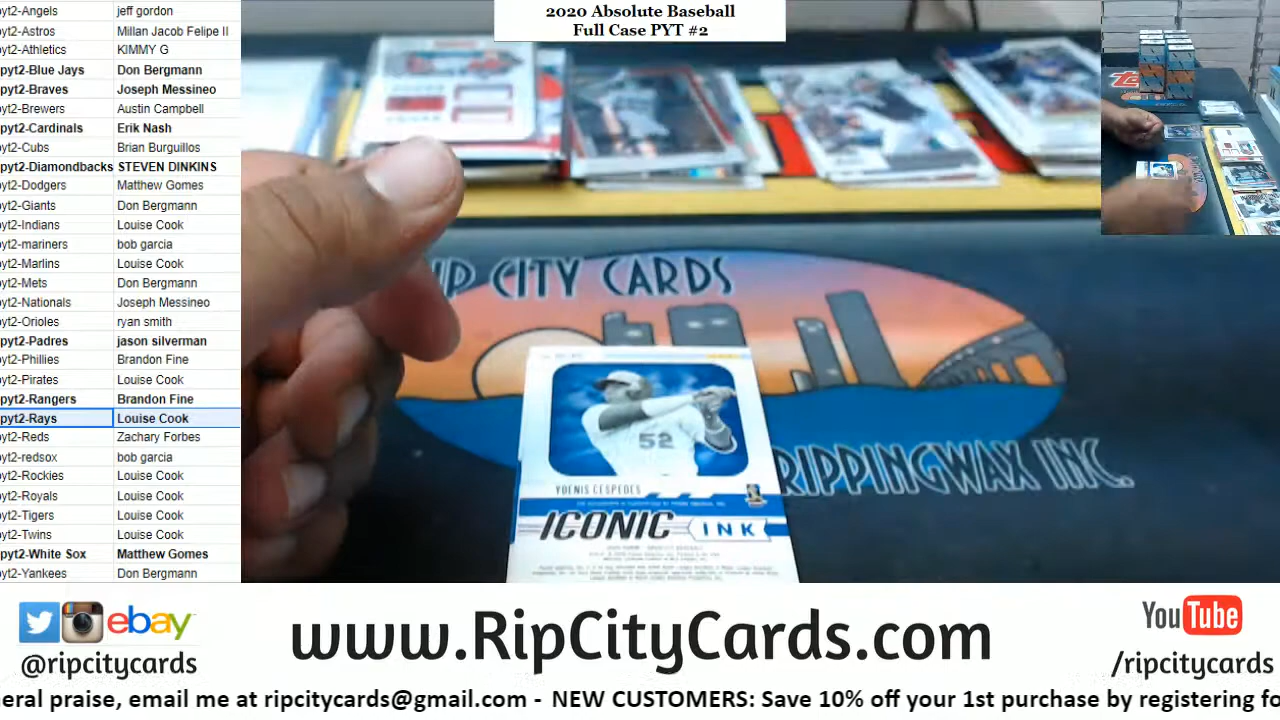 2020 Absolute Baseball
Full Case PYT #2
pyt2-Angels jeff gordon
pyt2-Astros Millan Jacob Felipe II
pyt2-Athletics KIMMY G
pyt2-Blue Jays Don Bergmann
pyt2-Braves Joseph Messineo
pyt2-Brewers Austin Campbell
pyt2-Cardinals Erik Nash
pyt2-Cubs Brian Burguillos
pyt2-Diamondbacks STEVEN DINKINS
pyt2-Dodgers Matthew Gomes
pyt2-Giants Don Bergmann
pyt2-Indians Louise Cook
pyt2-mariners bob garcia
pyt2-Marlins Louise Cook
pyt2-Mets Don Bergmann
pyt2-Nationals Joseph Messineo
pyt2-Orioles ryan smith
pyt2-Padres jason silverman
pyt2-Phillies Brandon Fine
pyt2-Pirates Louise Cook
pyt2-Rangers Brandon Fine
pyt2-Rays Louise Cook
pyt2-Reds Zachary Forbes
pyt2-redsox bob garcia
pyt2-Rockies Louise Cook
pyt2-Royals Louise Cook
pyt2-Tigers Louise Cook
pyt2-Twins Louise Cook
pyt2-White Sox Matthew Gomes
pyt2-Yankees Don Bergmann
RIP CITY CARDS
RIPPINGWAX INC.
52
YOENIS CESPEDES
ICONIC INK
ebay
@ripcitycards
www.RipCityCards.com
YouTube
/ripcitycards
neral praise, email me at ripcitycards@gmail.com - NEW CUSTOMERS: Save 10% off your 1st purchase by registering fo